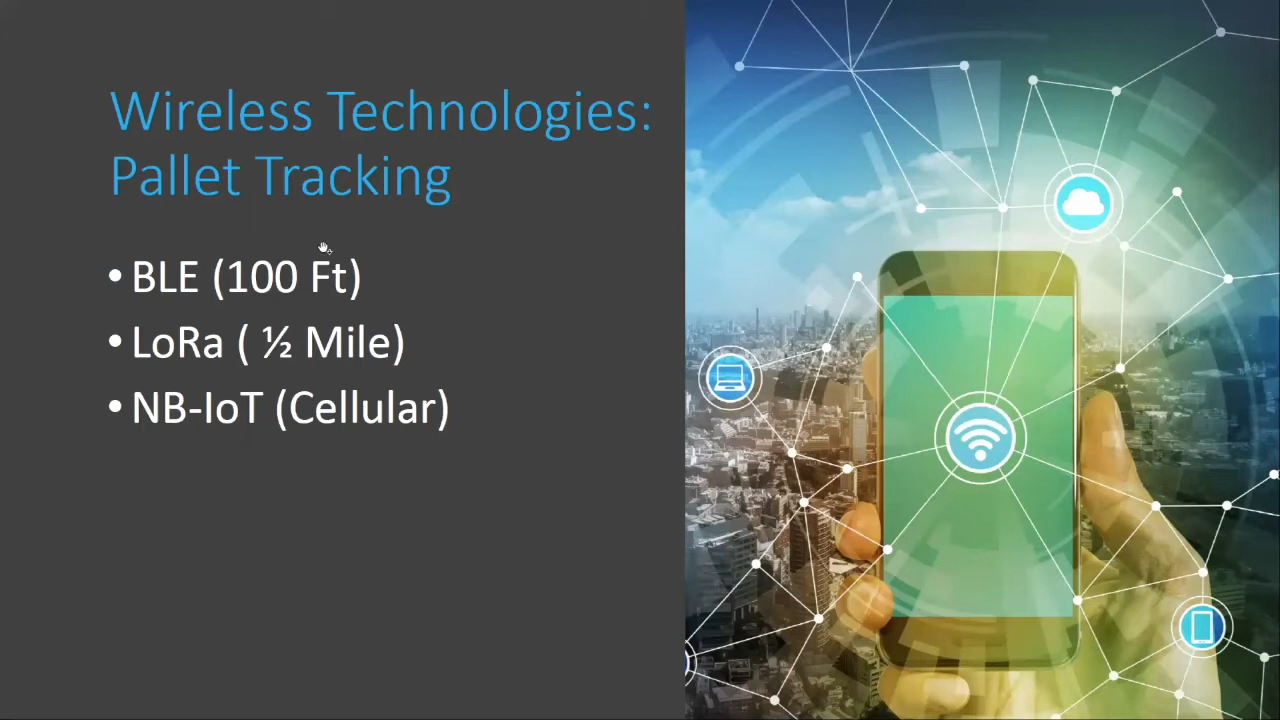 Wireless Technologies:
Pallet Tracking
• BLE (100 Ft)
• LoRa ( ½ Mile)
• NB-IoT (Cellular)